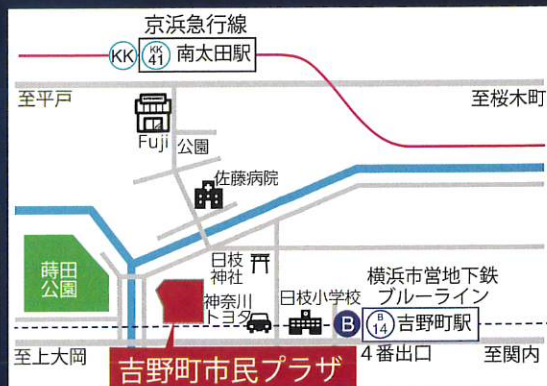 京浜急行線
KK
KK
41
南太田駅
至平戸
至桜木町
Fuji
公園
佐藤病院
蒔田
公園
日枝
神社
横浜市営地下鉄
ブルーライン
神奈川
トヨタ
日枝小学校
B
B
14
吉野町駅
至上大岡
吉野町市民プラザ
4番出口
至関内